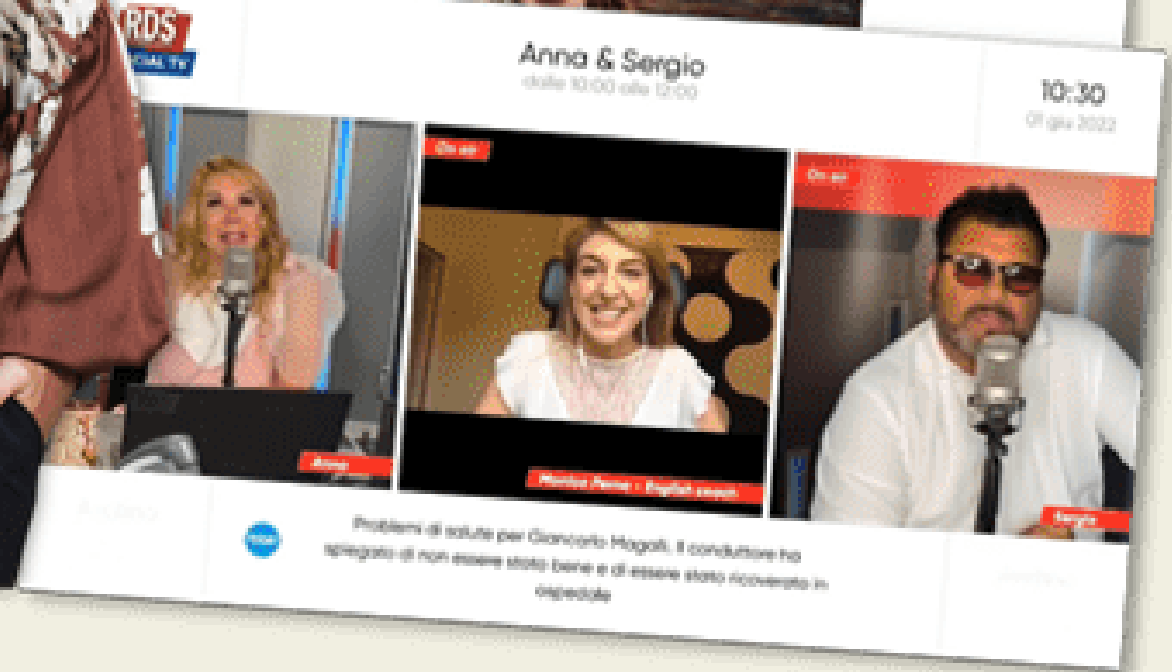 RDS
CIAL TV
Anna & Sergio
dalle 10:00 alle 12:00
10:30
01 giu 2022
On air
On air
Anna
Monica Perna - English coach
Sergio
Problemi di salute per Giancarlo Magalli. Il conduttore ha
spiegato di non essere stato bene e di essere stato ricoverato in
ospedale